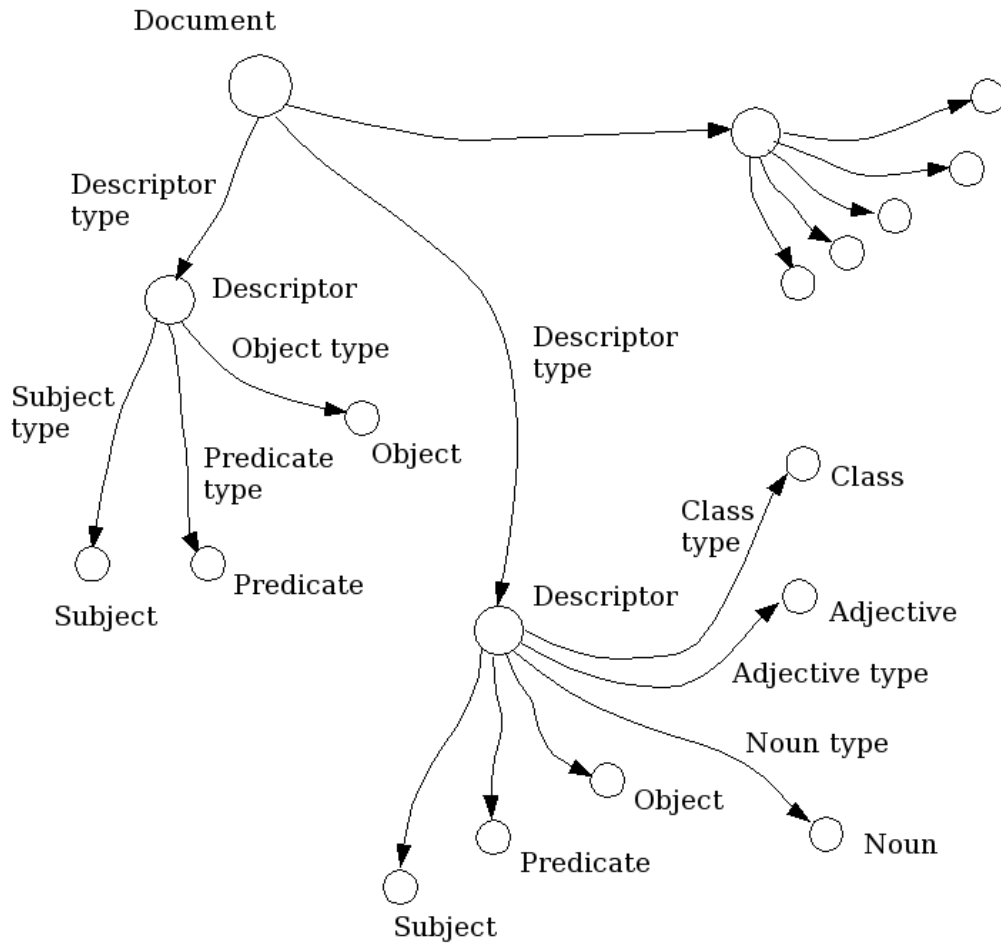 Document
Descriptor
type
Descriptor
Object type
Descriptor
type
Subject
type
Object
Predicate
type
Class
Class
type
Subject
Predicate
Descriptor
Adjective
Adjective type
Noun type
Object
Predicate
Noun
Subject